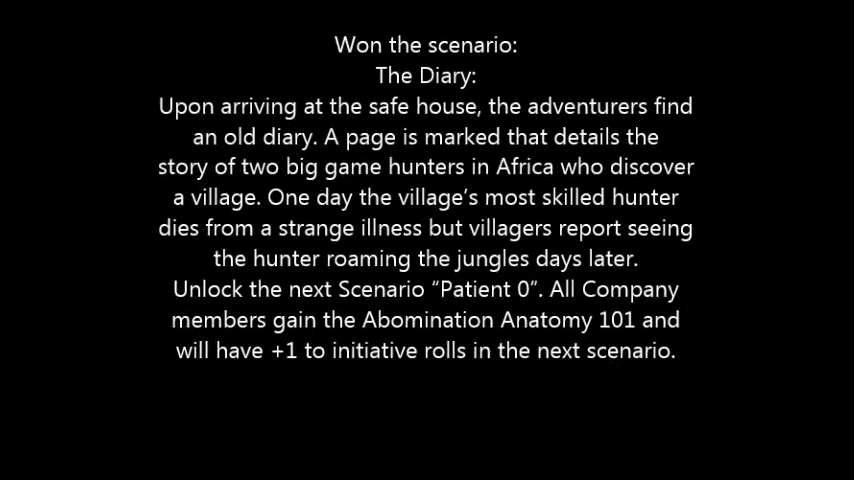 Won the scenario:
The Diary:
Upon arriving at the safe house, the adventurers find
an old diary. A page is marked that details the
story of two big game hunters in Africa who discover
a village. One day the village’s most skilled hunter
dies from a strange illness but villagers report seeing
the hunter roaming the jungles days later.
Unlock the next Scenario “Patient 0”. All Company
members gain the Abomination Anatomy 101 and
will have +1 to initiative rolls in the next scenario.